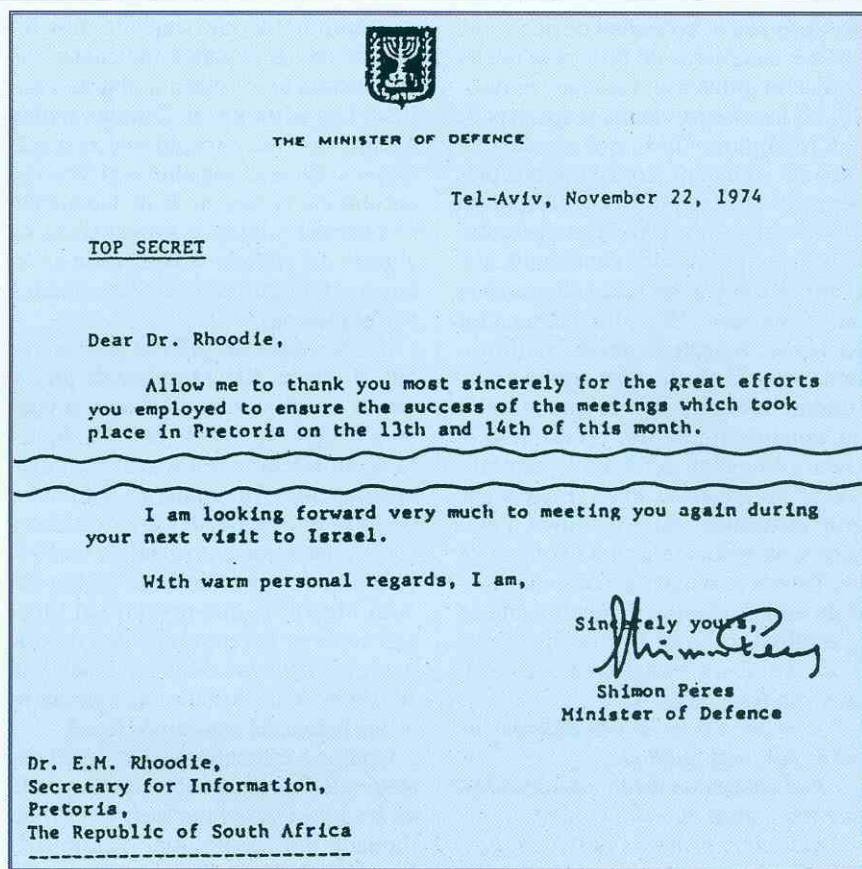 THE MINISTER OF DEFENCE
Tel-Aviv, November 22, 1974
TOP SECRET
Dear Dr. Rhoodie,
Allow me to thank you most sincerely for the great efforts
you employed to ensure the success of the meetings which took
place in Pretoria on the 13th and 14th of this month.
I am looking forward very much to meeting you again during
your next visit to Israel.
With warm personal regards, I am,
Sincerely yours,
Shimon Peres
Shimon Peres
Minister of Defence
Dr. E.M. Rhoodie,
Secretary for Information,
Pretoria,
The Republic of South Africa